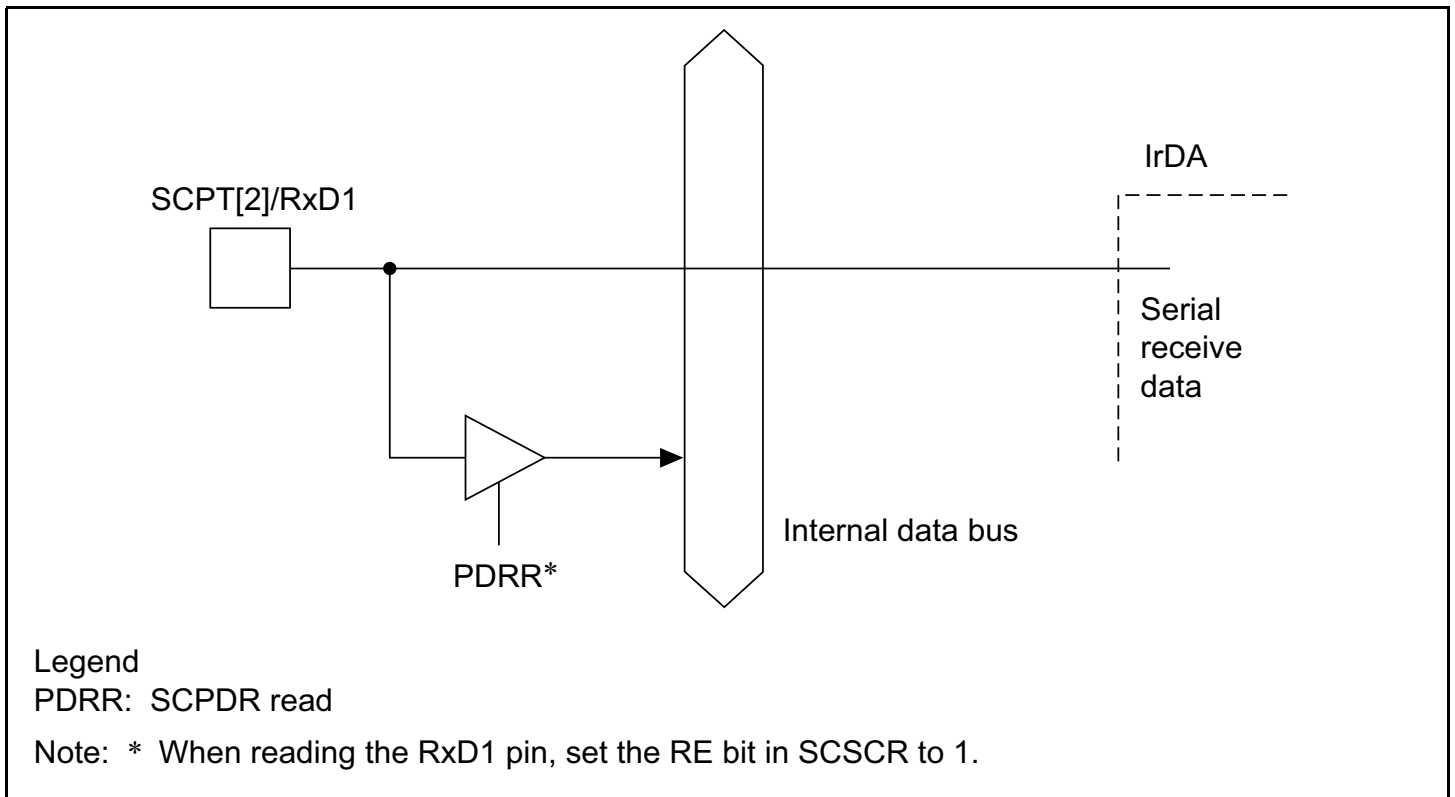 IrDA
SCPT[2]/RxD1
Serial
receive
data
Internal data bus
PDRR*
Legend
PDRR: SCPDR read
Note: * When reading the RxD1 pin, set the RE bit in SCSCR to 1.